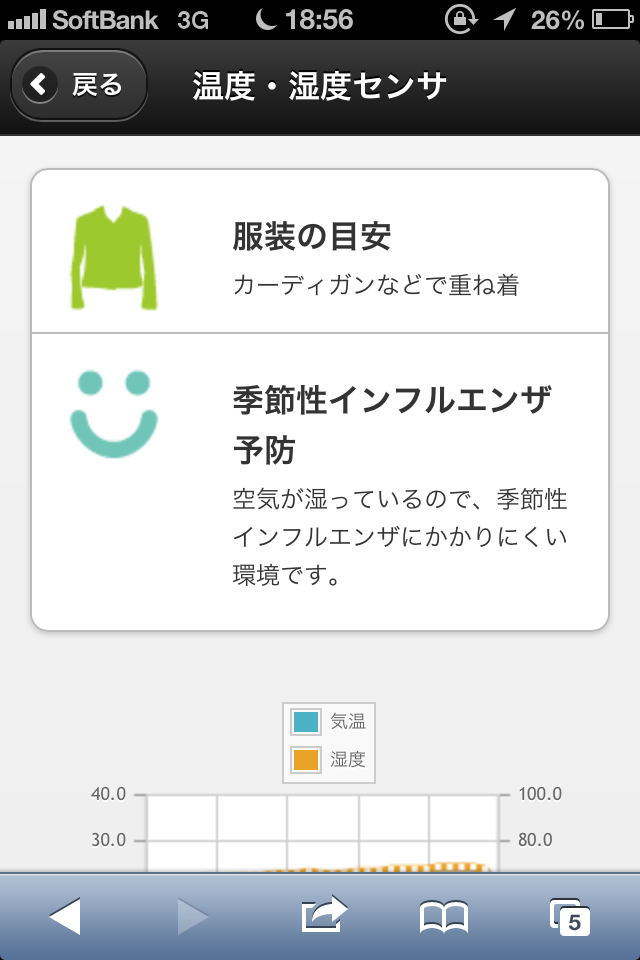 SoftBank 3G 18:56 26%
戻る 温度・湿度センサ
服装の目安
カーディガンなどで重ね着
季節性インフルエンザ
予防
空気が湿っているので、季節性
インフルエンザにかかりにくい
環境です。
気温
湿度
40.0 100.0
30.0 80.0
5